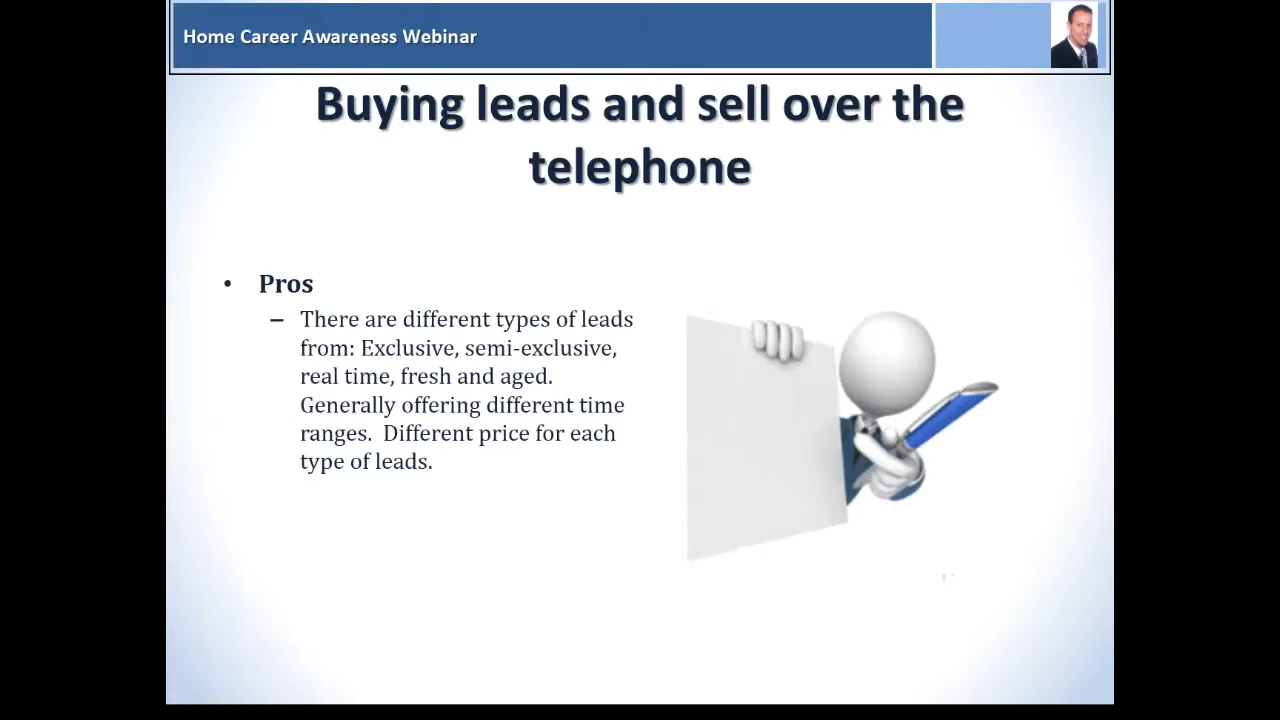 Home Career Awareness Webinar
Buying leads and sell over the
telephone
• Pros
– There are different types of leads
from: Exclusive, semi-exclusive,
real time, fresh and aged.
Generally offering different time
ranges.  Different price for each
type of leads.